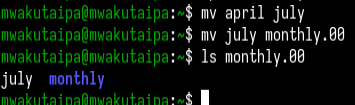 mwakutaipa@mwakutaipa:~$ mv april july
mwakutaipa@mwakutaipa:~$ mv july monthly.00
mwakutaipa@mwakutaipa:~$ ls monthly.00
july  monthly
mwakutaipa@mwakutaipa:~$